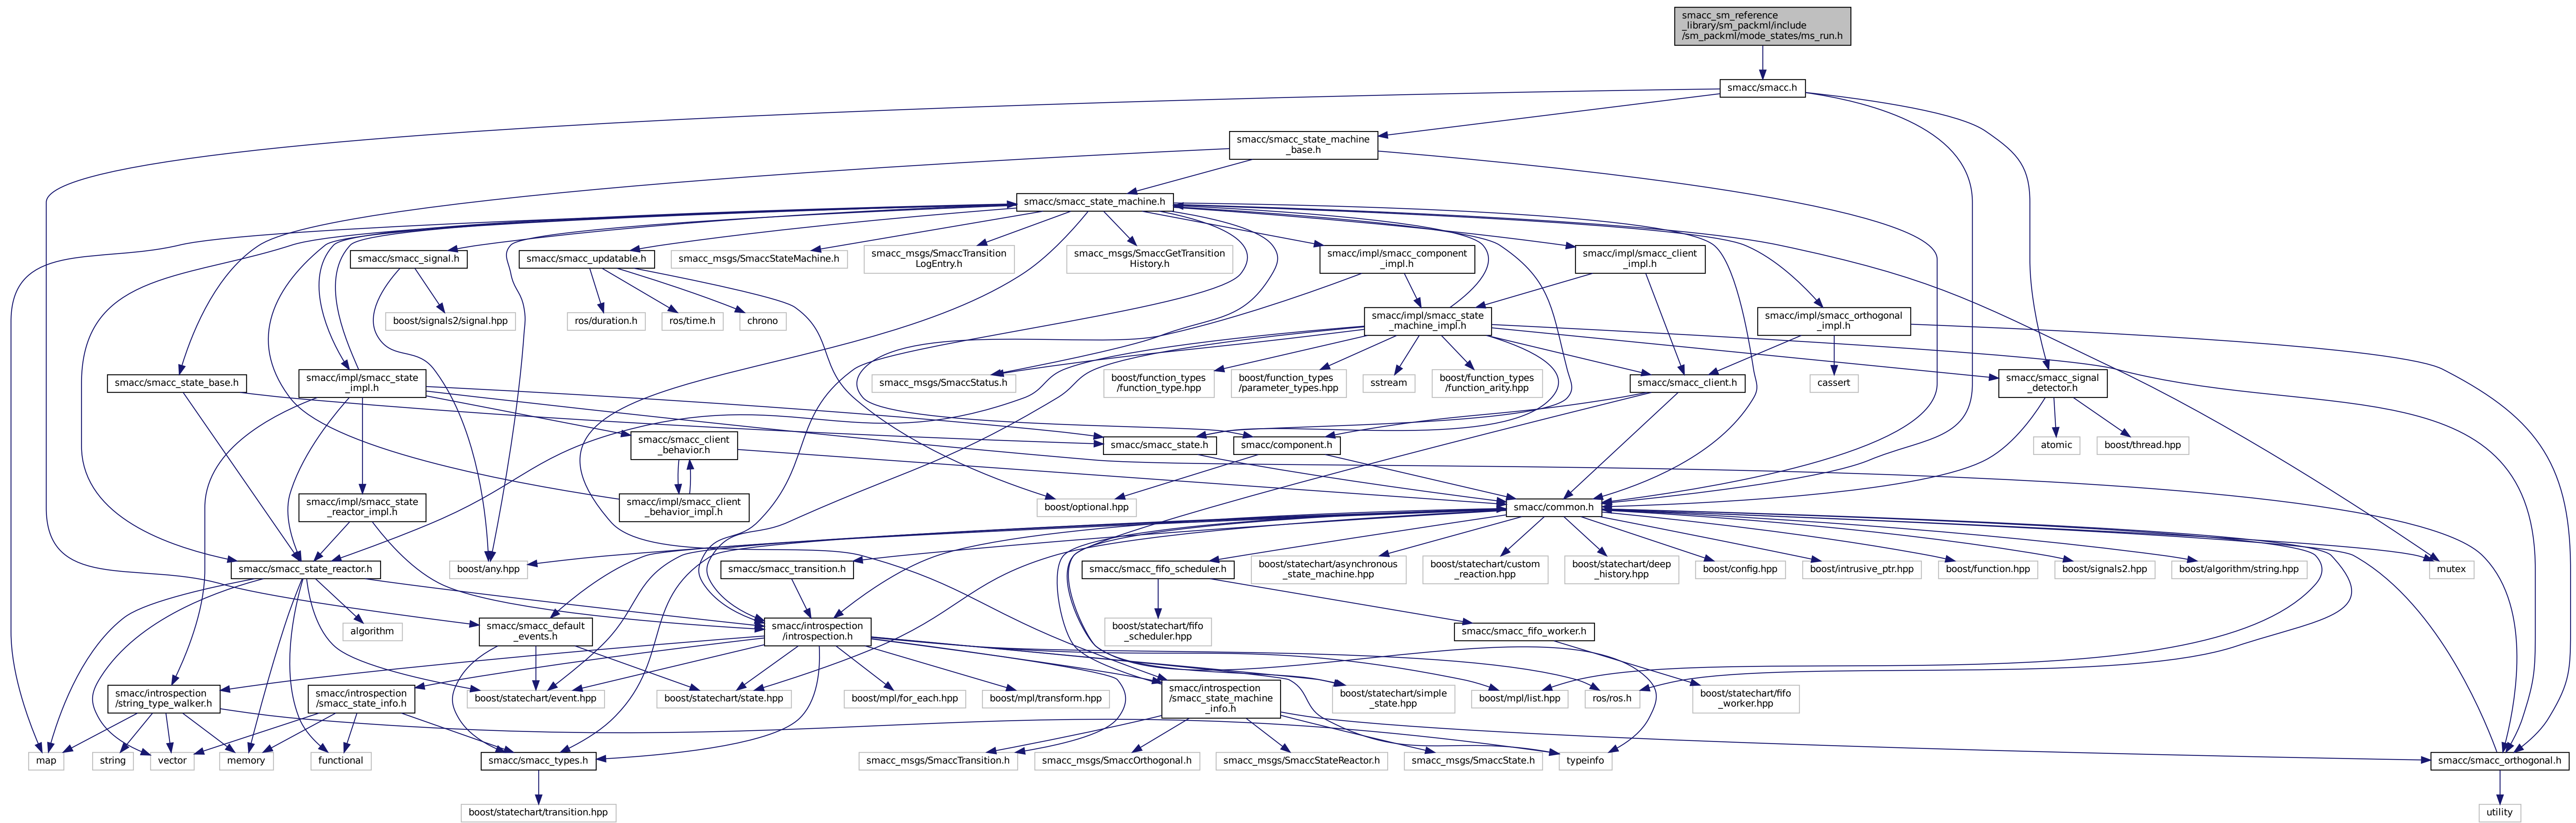 smacc_sm_reference
_library/sm_packml/include
/sm_packml/mode_states/ms_run.h
smacc/smacc.h
smacc/smacc_state_machine
_base.h
smacc/smacc_state_machine.h
smacc/smacc_signal.h
smacc/smacc_updatable.h
smacc_msgs/SmaccStateMachine.h
smacc_msgs/SmaccTransition
LogEntry.h
smacc_msgs/SmaccGetTransition
History.h
smacc/impl/smacc_component
_impl.h
smacc/impl/smacc_client
_impl.h
boost/signals2/signal.hpp
ros/duration.h
ros/time.h
chrono
smacc/impl/smacc_state
_machine_impl.h
smacc/impl/smacc_orthogonal
_impl.h
smacc/smacc_state_base.h
smacc/impl/smacc_state
_impl.h
smacc_msgs/SmaccStatus.h
boost/function_types
/function_type.hpp
boost/function_types
/parameter_types.hpp
sstream
boost/function_types
/function_arity.hpp
smacc/smacc_client.h
cassert
smacc/smacc_signal
_detector.h
smacc/smacc_client
_behavior.h
smacc/smacc_state.h
smacc/component.h
atomic
boost/thread.hpp
smacc/impl/smacc_state
_reactor_impl.h
smacc/impl/smacc_client
_behavior_impl.h
boost/optional.hpp
smacc/common.h
smacc/smacc_state_reactor.h
boost/any.hpp
smacc/smacc_transition.h
smacc/smacc_fifo_scheduler.h
boost/statechart/asynchronous
_state_machine.hpp
boost/statechart/custom
_reaction.hpp
boost/statechart/deep
_history.hpp
boost/config.hpp
boost/intrusive_ptr.hpp
boost/function.hpp
boost/signals2.hpp
boost/algorithm/string.hpp
mutex
algorithm
smacc/smacc_default
_events.h
smacc/introspection
/introspection.h
boost/statechart/fifo
_scheduler.hpp
smacc/smacc_fifo_worker.h
smacc/introspection
/string_type_walker.h
smacc/introspection
/smacc_state_info.h
boost/statechart/event.hpp
boost/statechart/state.hpp
boost/mpl/for_each.hpp
boost/mpl/transform.hpp
smacc/introspection
/smacc_state_machine
_info.h
boost/statechart/simple
_state.hpp
boost/mpl/list.hpp
ros/ros.h
boost/statechart/fifo
_worker.hpp
map
string
vector
memory
functional
smacc/smacc_types.h
smacc_msgs/SmaccTransition.h
smacc_msgs/SmaccOrthogonal.h
smacc_msgs/SmaccStateReactor.h
smacc_msgs/SmaccState.h
typeinfo
smacc/smacc_orthogonal.h
boost/statechart/transition.hpp
utility